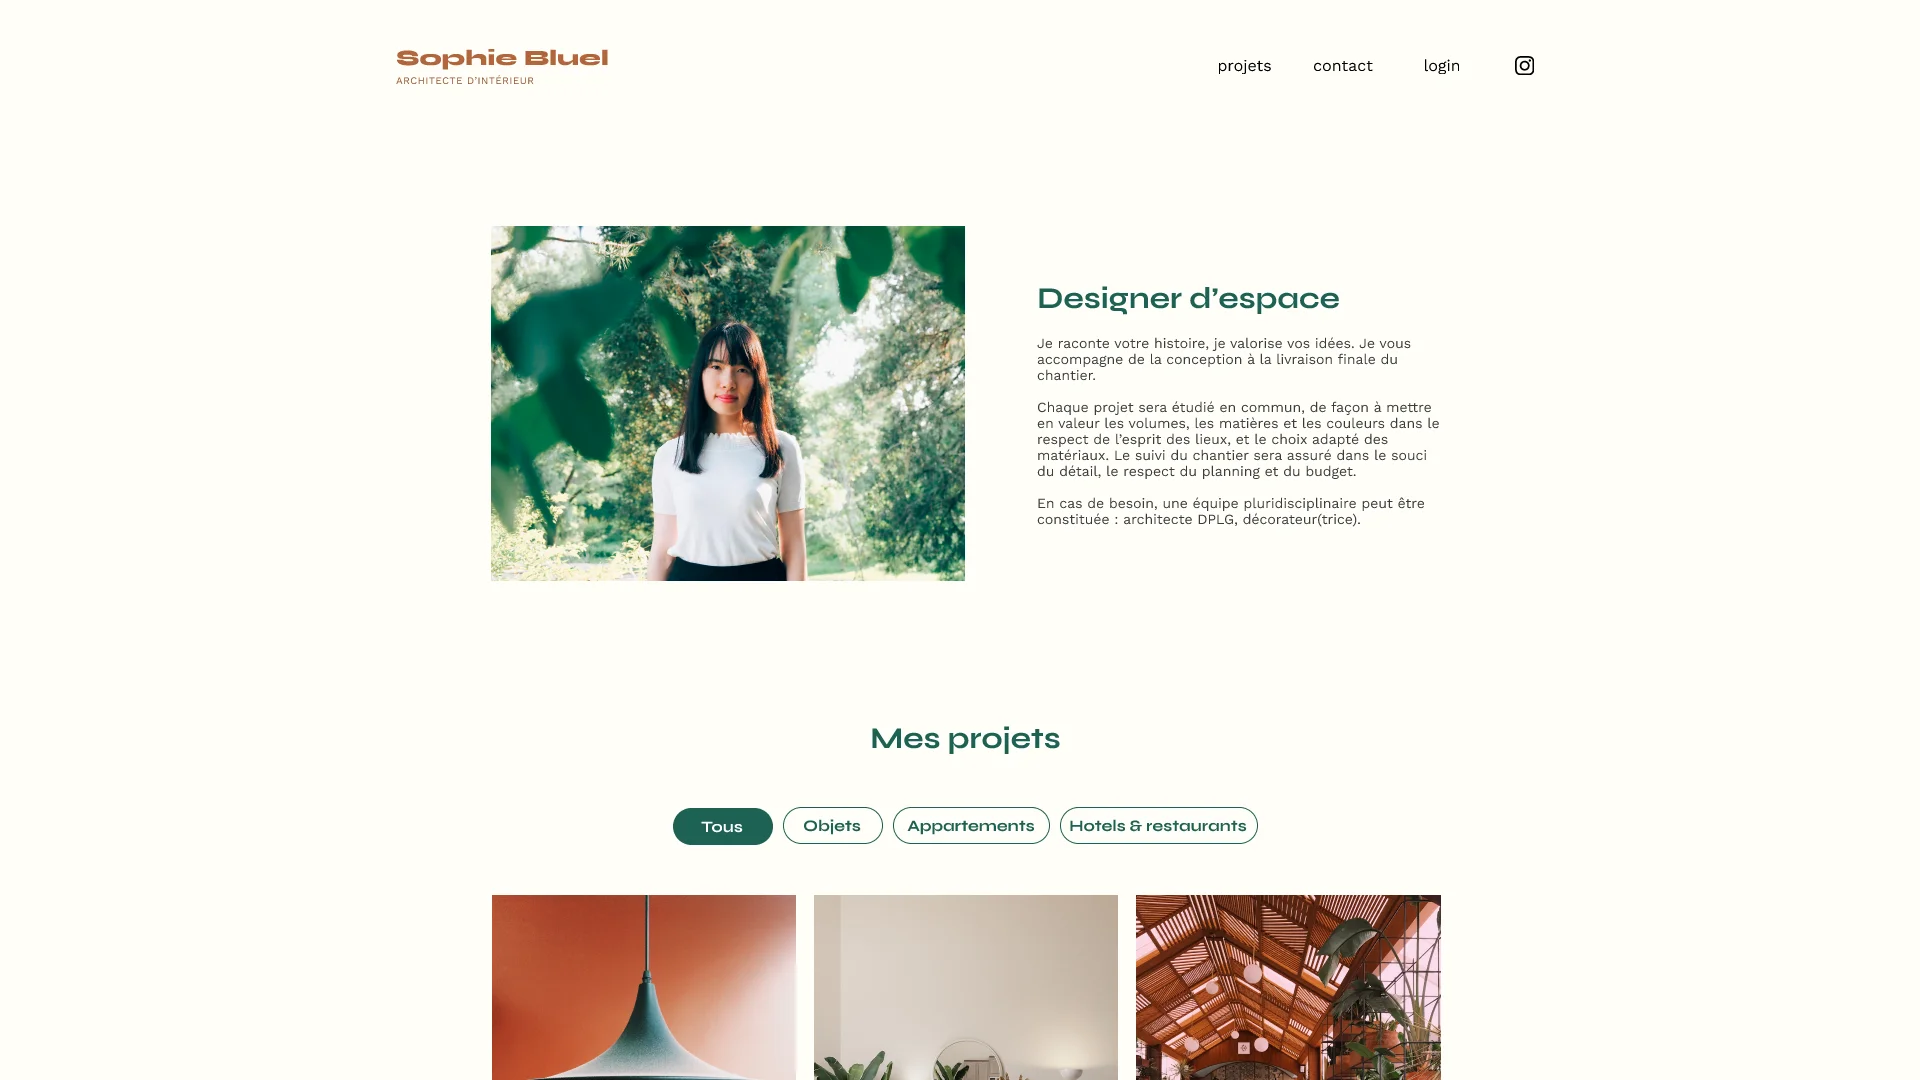 Sophie Bluel
ARCHITECTE D’INTÉRIEUR
projets
contact
login
Designer d’espace
Je raconte votre histoire, je valorise vos idées. Je vous
accompagne de la conception à la livraison finale du
chantier.
Chaque projet sera étudié en commun, de façon à mettre
en valeur les volumes, les matières et les couleurs dans le
respect de l’esprit des lieux, et le choix adapté des
matériaux. Le suivi du chantier sera assuré dans le souci
du détail, le respect du planning et du budget.
En cas de besoin, une équipe pluridisciplinaire peut être
constituée : architecte DPLG, décorateur(trice).
Mes projets
Tous
Objets
Appartements
Hotels & restaurants